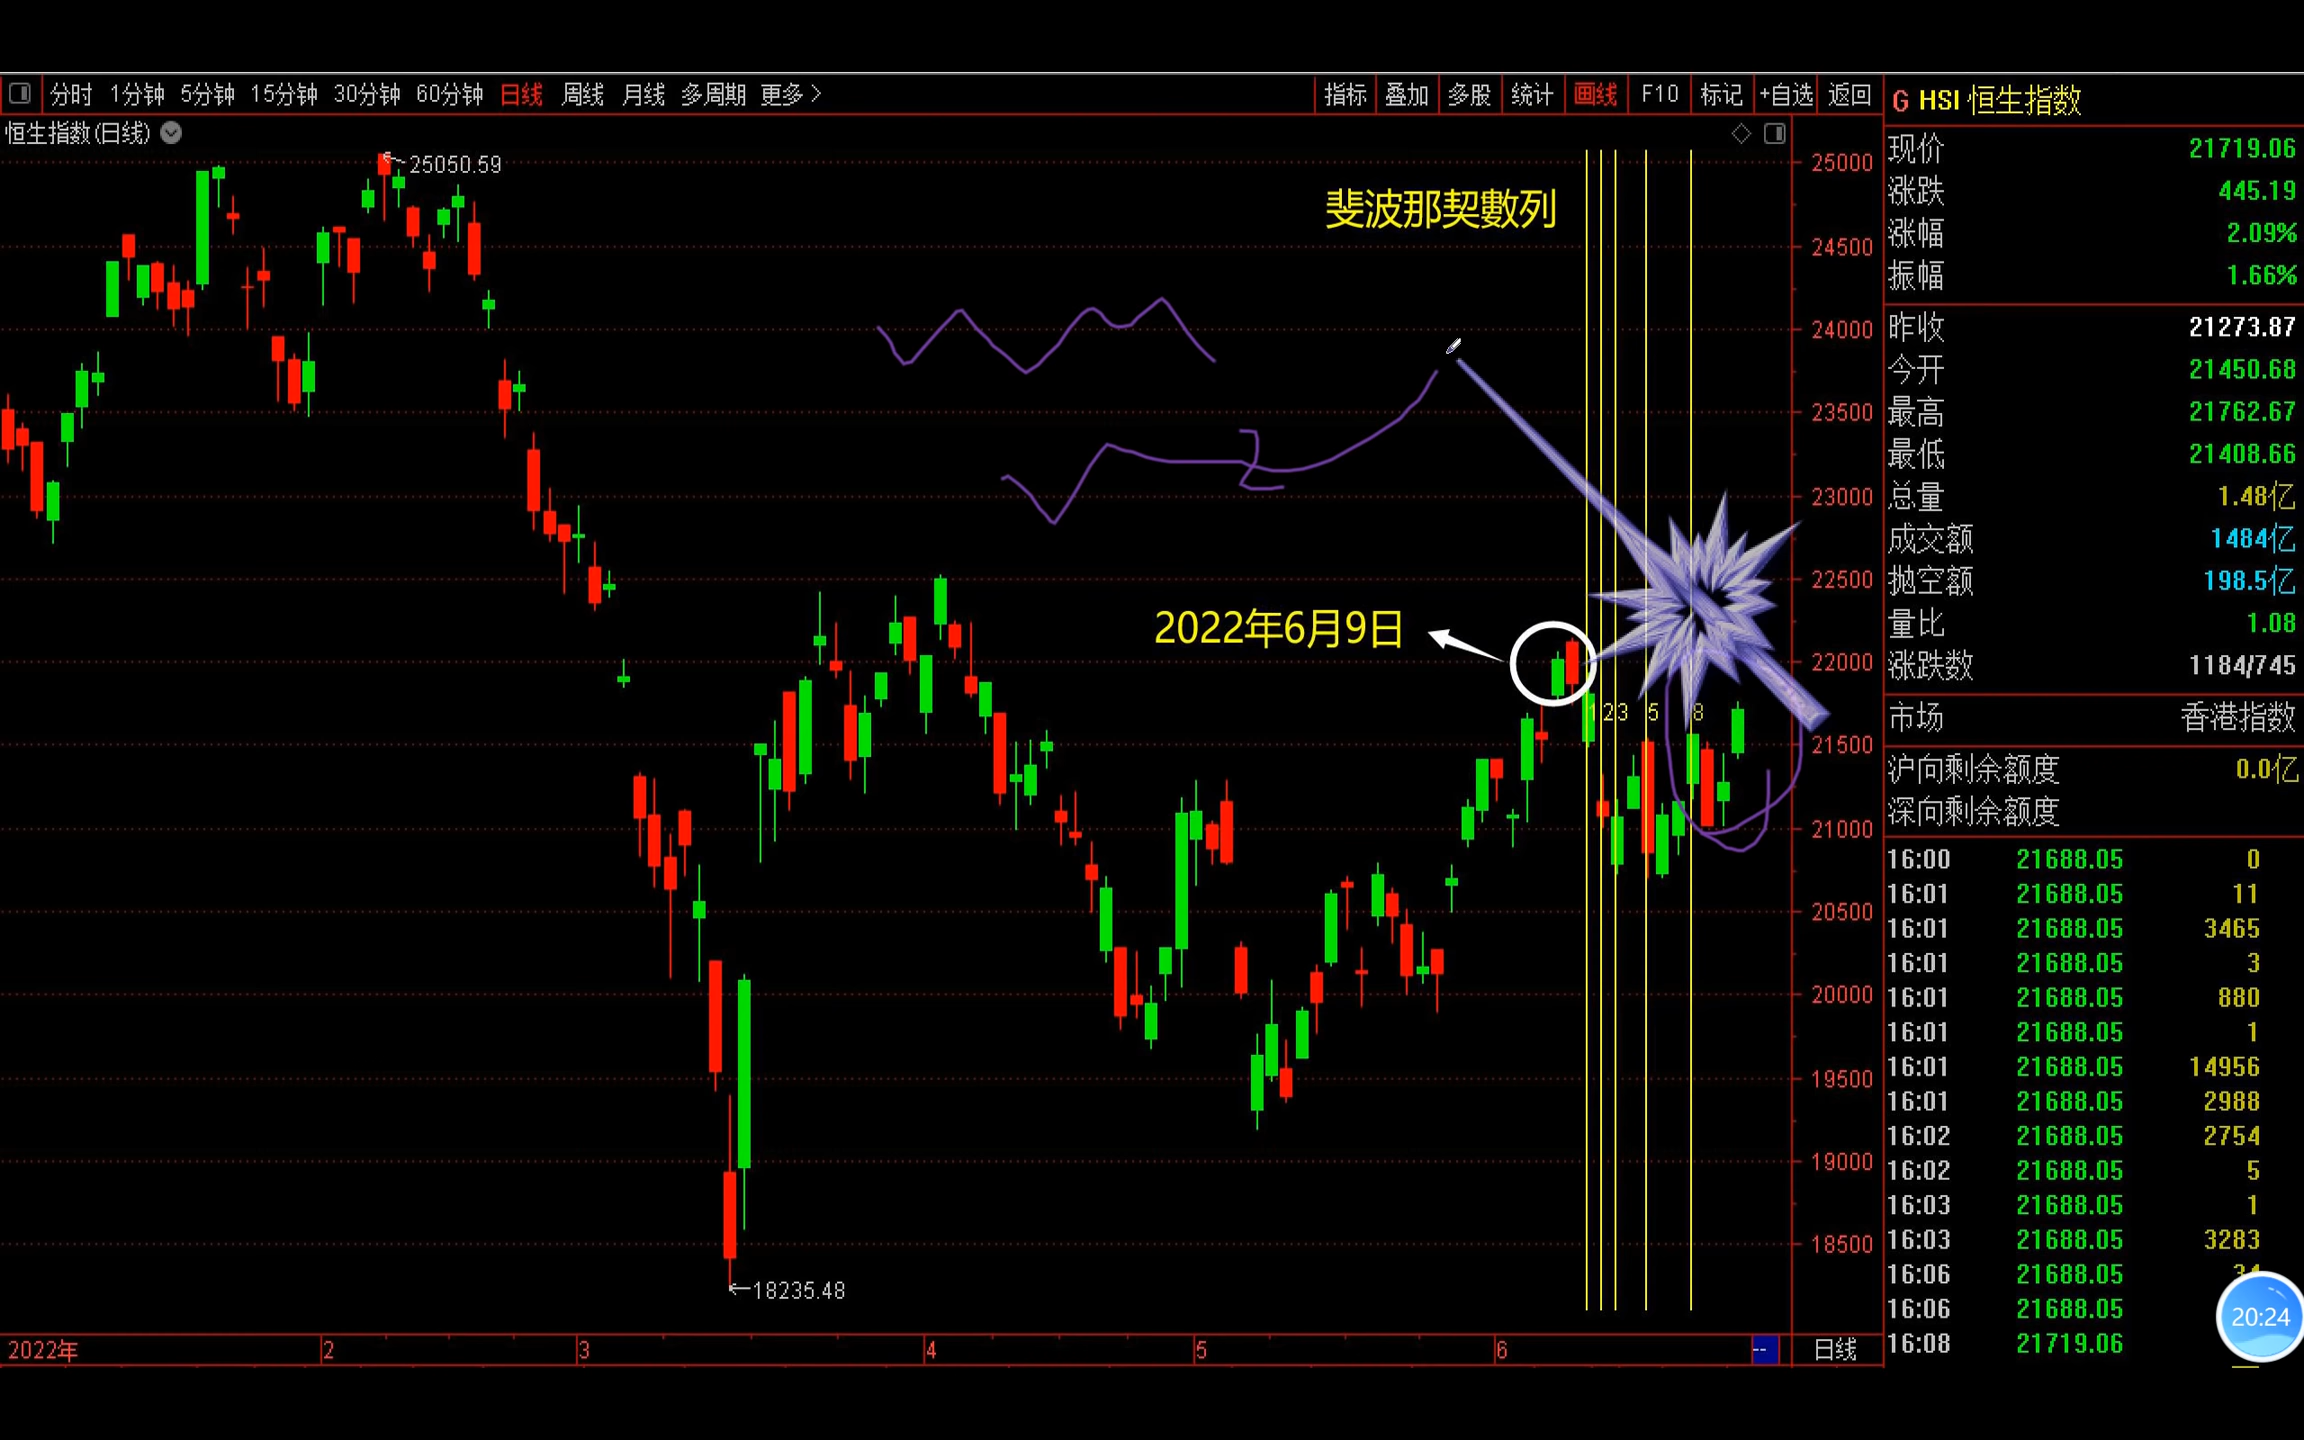 分时 1分钟 5分钟 15分钟 30分钟 60分钟 日线 周线 月线 多周期 更多 指标 叠加 多股 统计 画线 F10 标记 +自选 返回
G HSI 恒生指数
恒生指数(日线)
25050.59
斐波那契數列
2022年6月9日
1 2 3 5 8
18235.48
25000
24500
24000
23500
23000
22500
22000
21500
21000
20500
20000
19500
19000
18500
2022年 2 3 4 5 6 -- 日线
现价 21719.06
涨跌 445.19
涨幅 2.09%
振幅 1.66%
昨收 21273.87
今开 21450.68
最高 21762.67
最低 21408.66
总量 1.48亿
成交额 1484亿
抛空额 198.5亿
量比 1.08
涨跌数 1184/745
市场 香港指数
沪向剩余额度 0.0亿
深向剩余额度
16:00 21688.05 0
16:01 21688.05 11
16:01 21688.05 3465
16:01 21688.05 3
16:01 21688.05 880
16:01 21688.05 1
16:01 21688.05 14956
16:01 21688.05 2988
16:02 21688.05 2754
16:02 21688.05 5
16:03 21688.05 1
16:03 21688.05 3283
16:06 21688.05
16:06 21688.05
16:08 21719.06
20:24